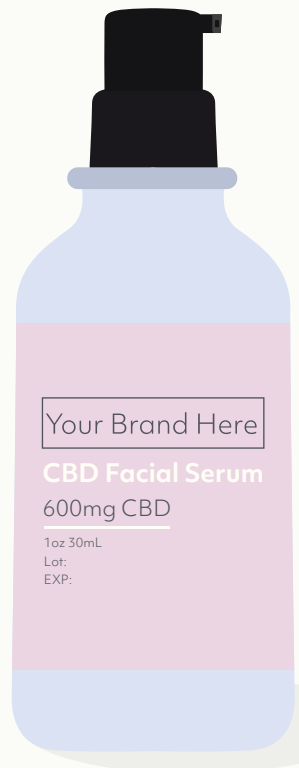 Your Brand Here
CBD Facial Serum
600mg CBD
1oz 30mL
Lot:
EXP: